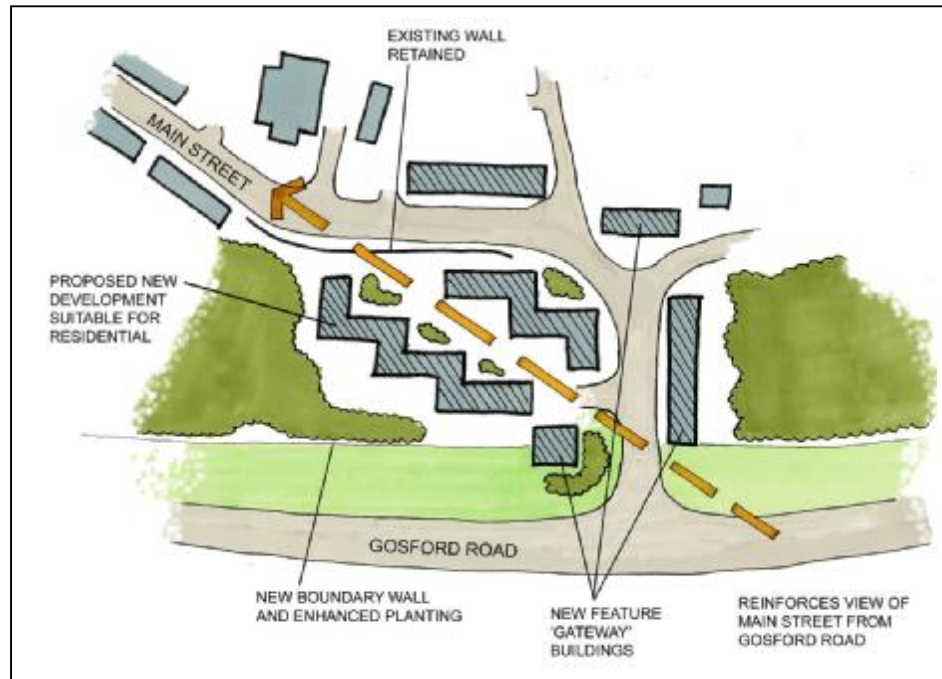 EXISTING WALL
RETAINED
MAIN STREET
PROPOSED NEW
DEVELOPMENT
SUITABLE FOR
RESIDENTIAL
GOSFORD ROAD
NEW BOUNDARY WALL
AND ENHANCED PLANTING
NEW FEATURE
'GATEWAY'
BUILDINGS
REINFORCES VIEW OF
MAIN STREET FROM
GOSFORD ROAD